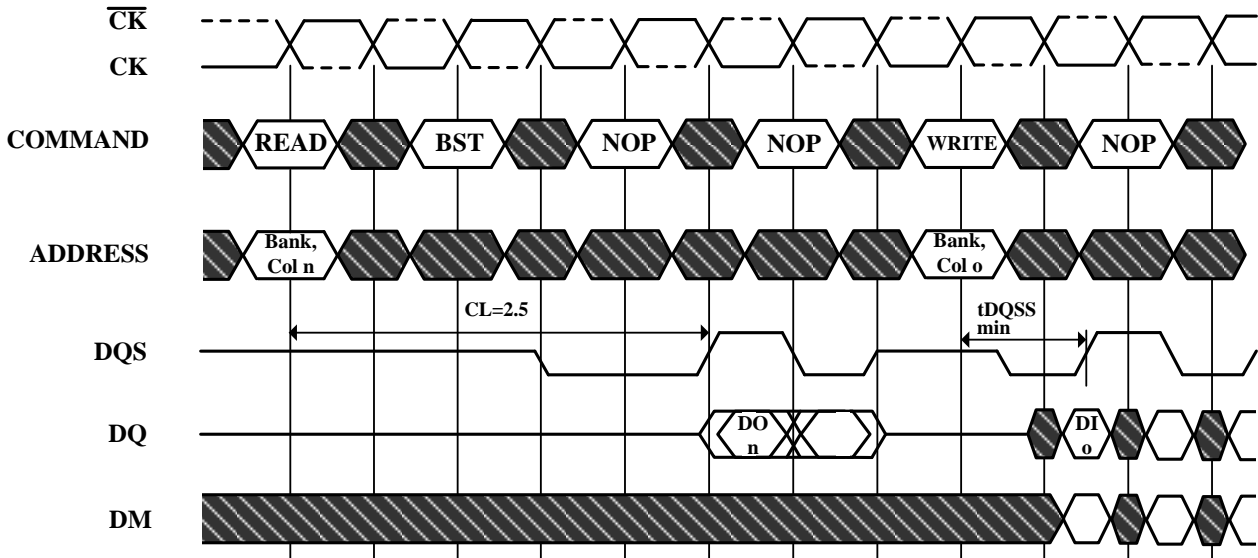 CK
CK
COMMAND
READ
BST
NOP
NOP
WRITE
NOP
ADDRESS
Bank,
Col n
Bank,
Col o
CL=2.5
tDQSS
min
DQS
DQ
DO
n
DI
o
DM